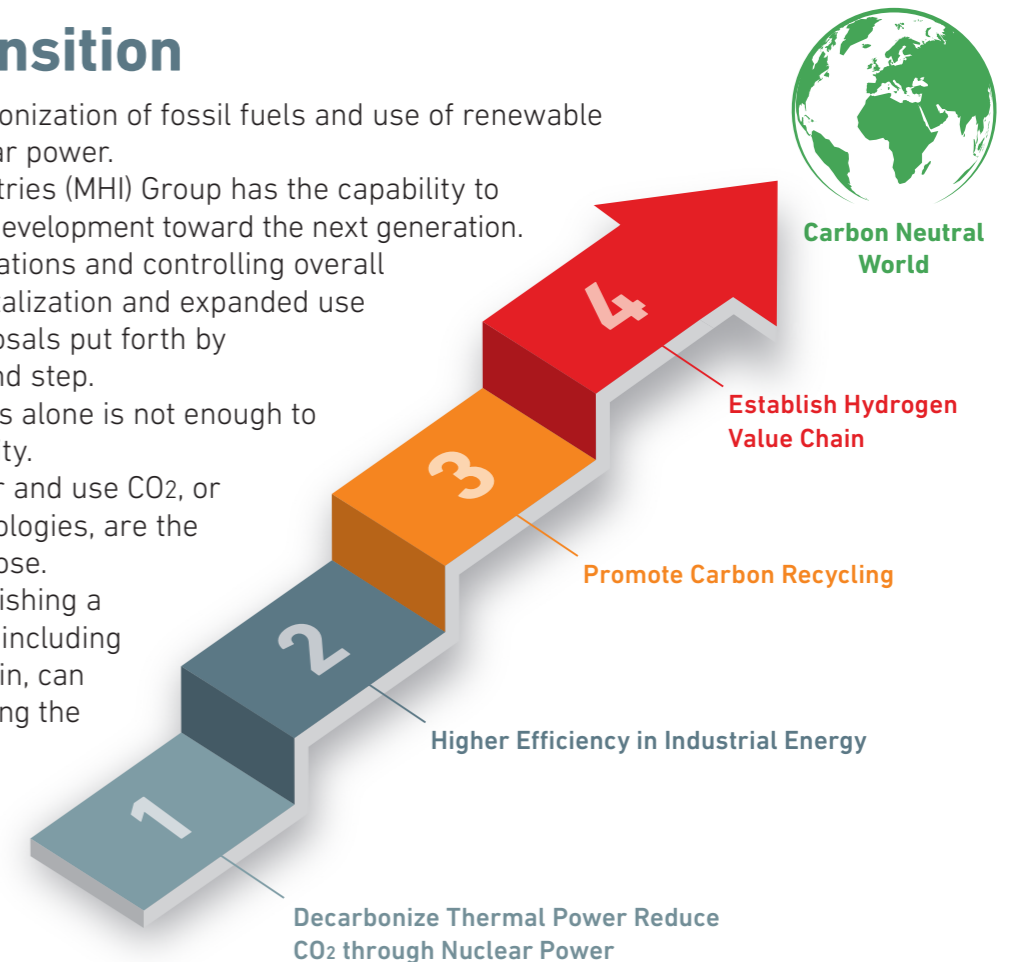 nsition
onization of fossil fuels and use of renewable
ar power.
tries (MHI) Group has the capability to
evelopment toward the next generation.
ations and controlling overall
talization and expanded use
osals put forth by
nd step.
s alone is not enough to
ty.
r and use CO2, or
ologies, are the
ose.
ishing a
including
in, can
ng the
Carbon Neutral
World
4
Establish Hydrogen
Value Chain
3
Promote Carbon Recycling
2
Higher Efficiency in Industrial Energy
1
Decarbonize Thermal Power Reduce
CO2 through Nuclear Power